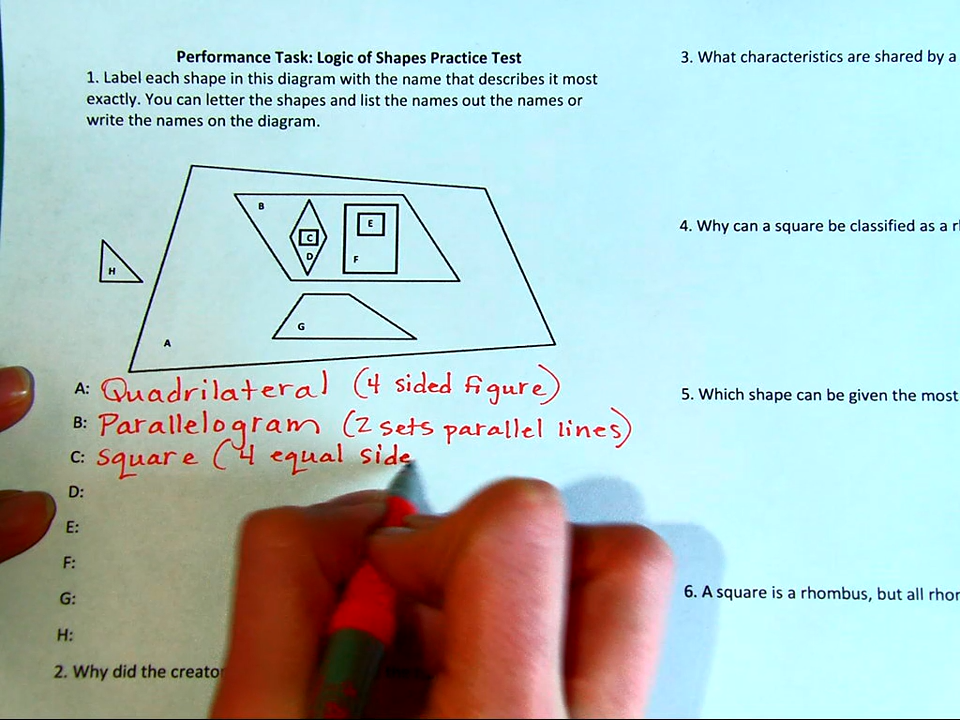 Performance Task: Logic of Shapes Practice Test
1. Label each shape in this diagram with the name that describes it most
exactly. You can letter the shapes and list the names out the names or
write the names on the diagram.
B
E
C
D
F
H
G
A
A: Quadrilateral (4 sided figure)
B: Parallelogram (2 sets parallel lines)
C: square (4 equal side
D:
E:
F:
G:
H:
2. Why did the creator
3. What characteristics are shared by a
4. Why can a square be classified as a
5. Which shape can be given the most
6. A square is a rhombus, but all